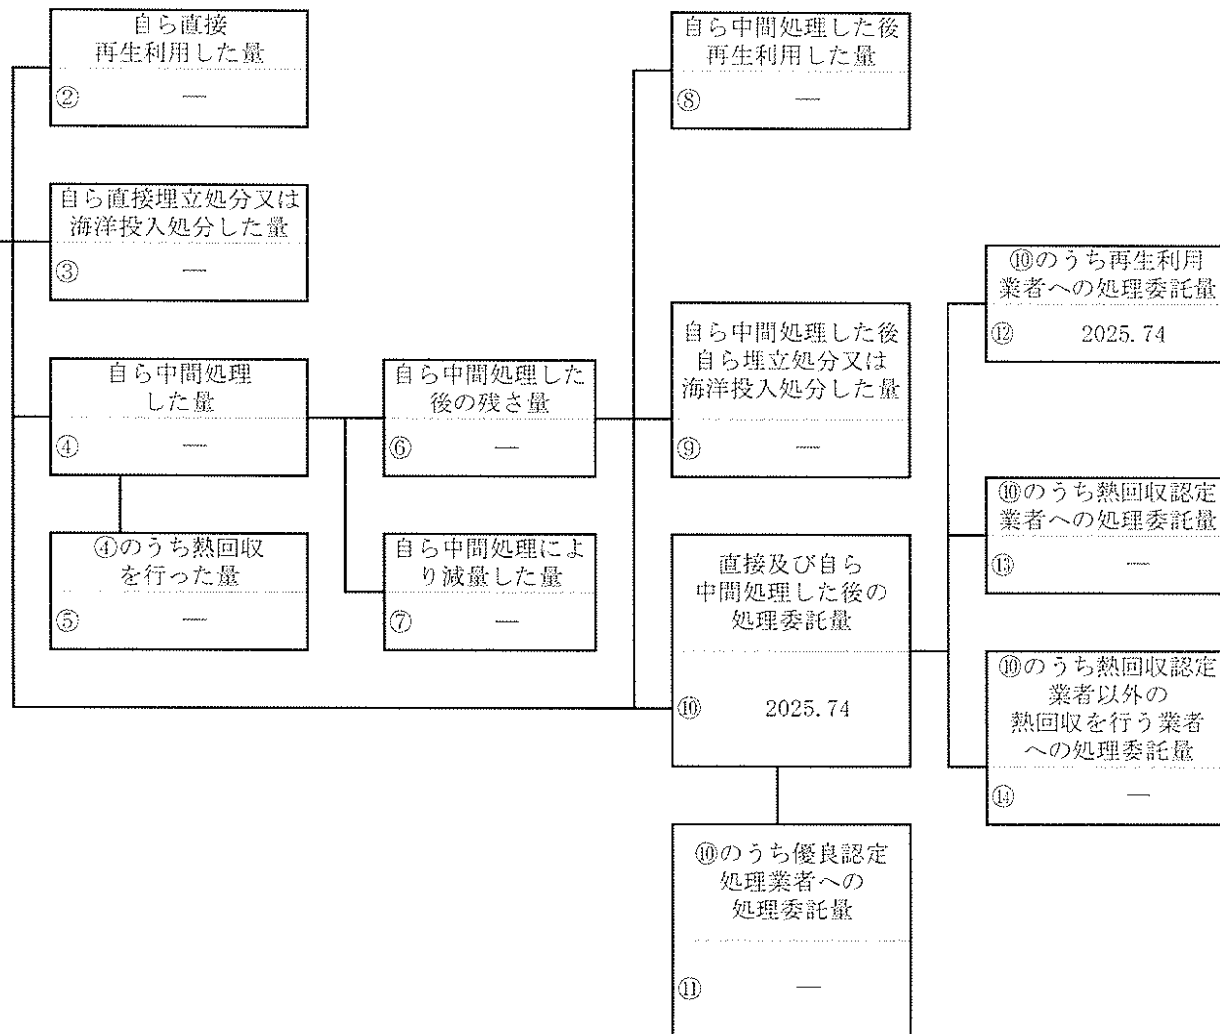 自ら直接
再生利用した量
② —
自ら直接埋立処分又は
海洋投入処分した量
③ —
自ら中間処理
した量
④ —
④のうち熱回収
を行った量
⑤ —
自ら中間処理した
後の残さ量
⑥ —
自ら中間処理によ
り減量した量
⑦ —
自ら中間処理した後
再生利用した量
⑧ —
自ら中間処理した後
自ら埋立処分又は
海洋投入処分した量
⑨ —
直接及び自ら
中間処理した後の
処理委託量
⑩ 2025.74
⑩のうち優良認定
処理業者への
処理委託量
⑪ —
⑩のうち再生利用
業者への処理委託量
⑫ 2025.74
⑩のうち熱回収認定
業者への処理委託量
⑬ —
⑩のうち熱回収認定
業者以外の
熱回収を行う業者
への処理委託量
⑭ —